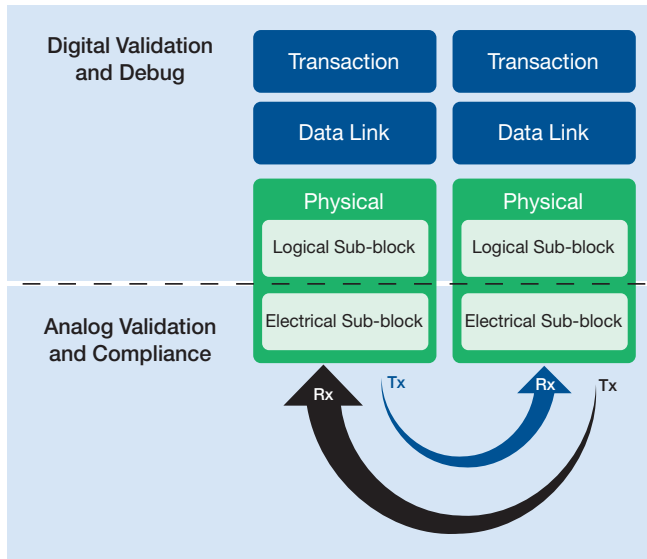 Digital Validation
and Debug
Transaction
Transaction
Data Link
Data Link
Physical
Physical
Logical Sub-block
Logical Sub-block
Analog Validation
and Compliance
Electrical Sub-block
Electrical Sub-block
Rx
Tx
Rx
Tx